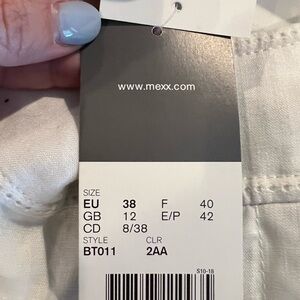 www.mexx.com
SIZE
EU 38 F 40
GB 12 E/P 42
CD 8/38
STYLE CLR
BT011 2AA
S10-18